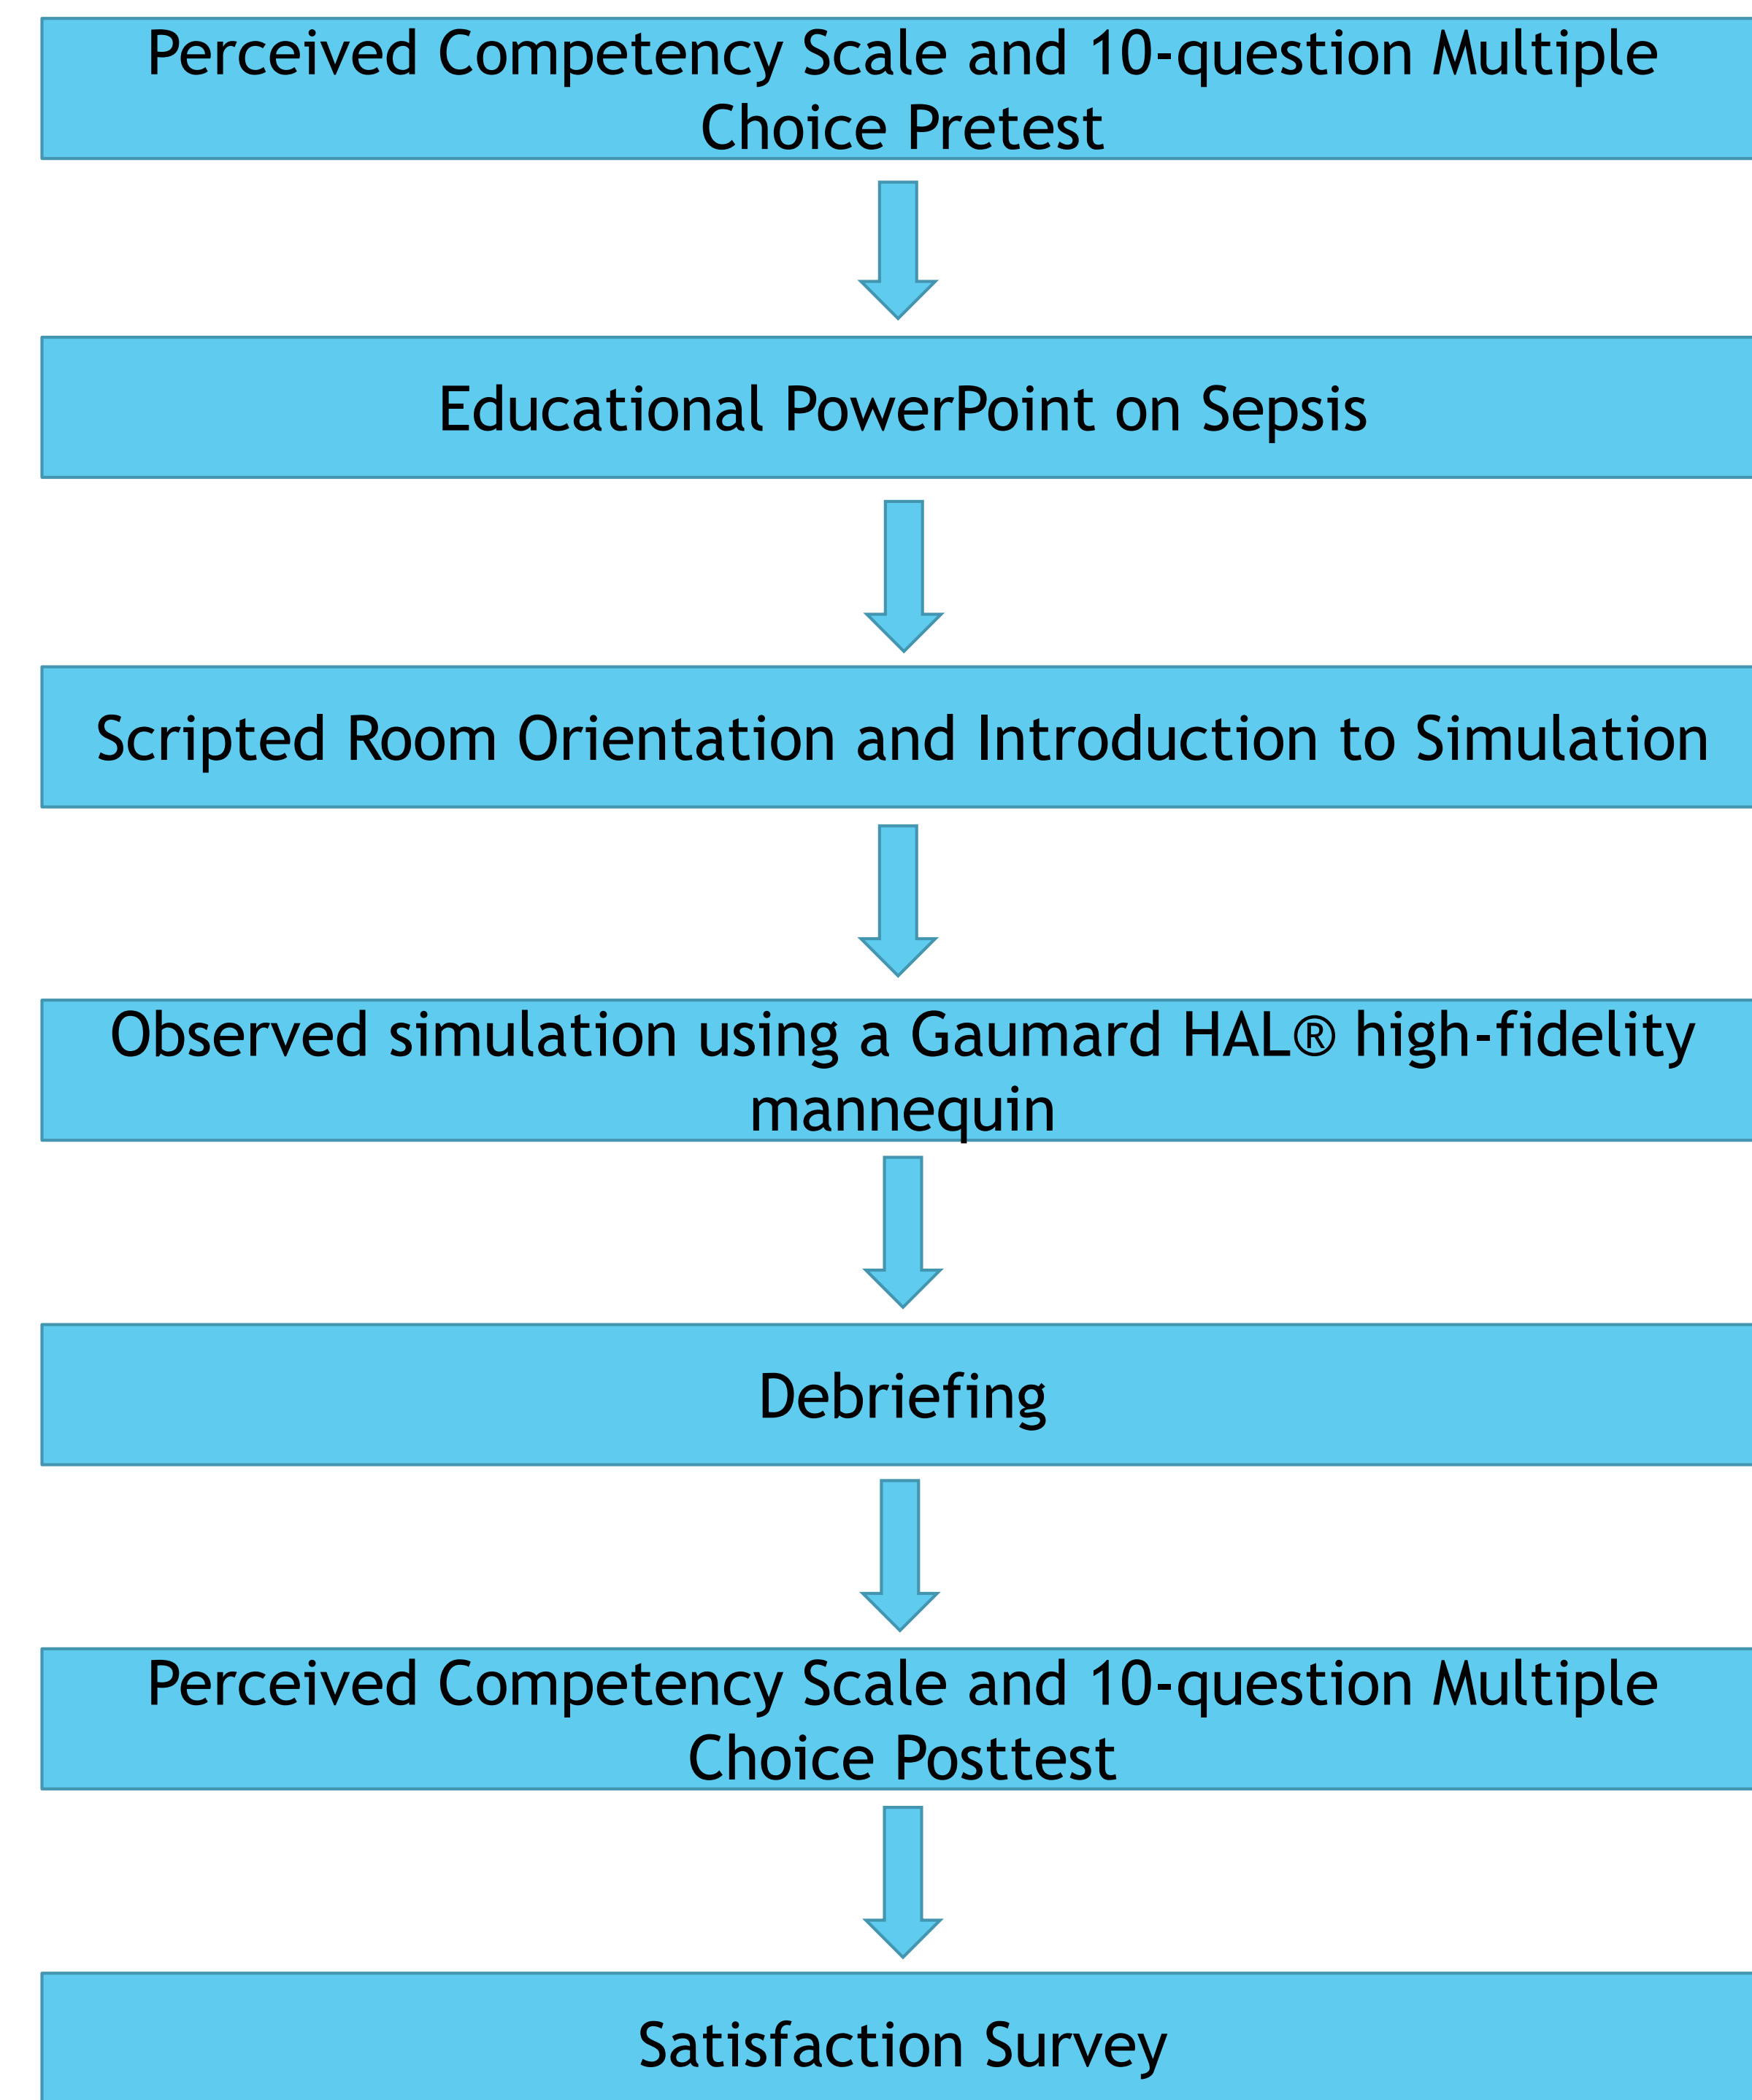 Perceived Competency Scale and 10-question Multiple
Choice Pretest
Educational PowerPoint on Sepsis
Scripted Room Orientation and Introduction to Simulation
Observed simulation using a Gaumard HAL® high-fidelity
mannequin
Debriefing
Perceived Competency Scale and 10-question Multiple
Choice Posttest
Satisfaction Survey